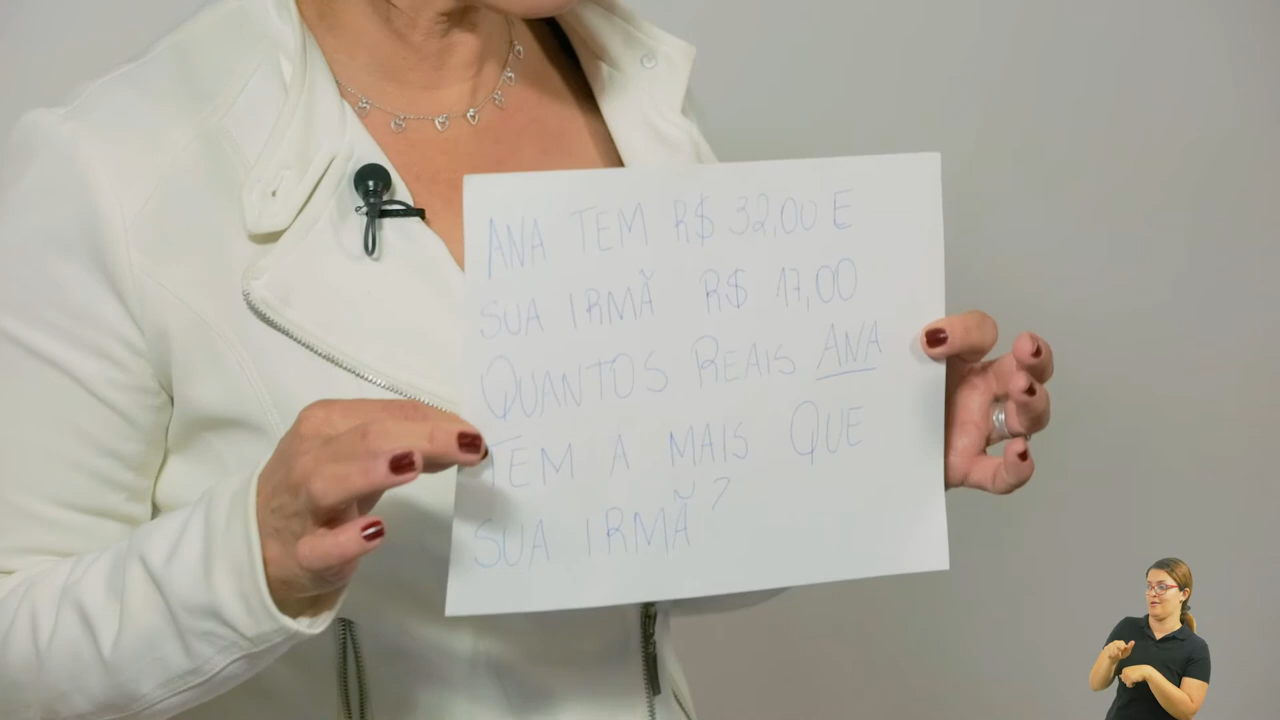 ANA TEM R$ 32,00 E
SUA IRMÃ R$ 17,00
QUANTOS REAIS ANA
TEM A MAIS QUE
SUA IRMÃ?